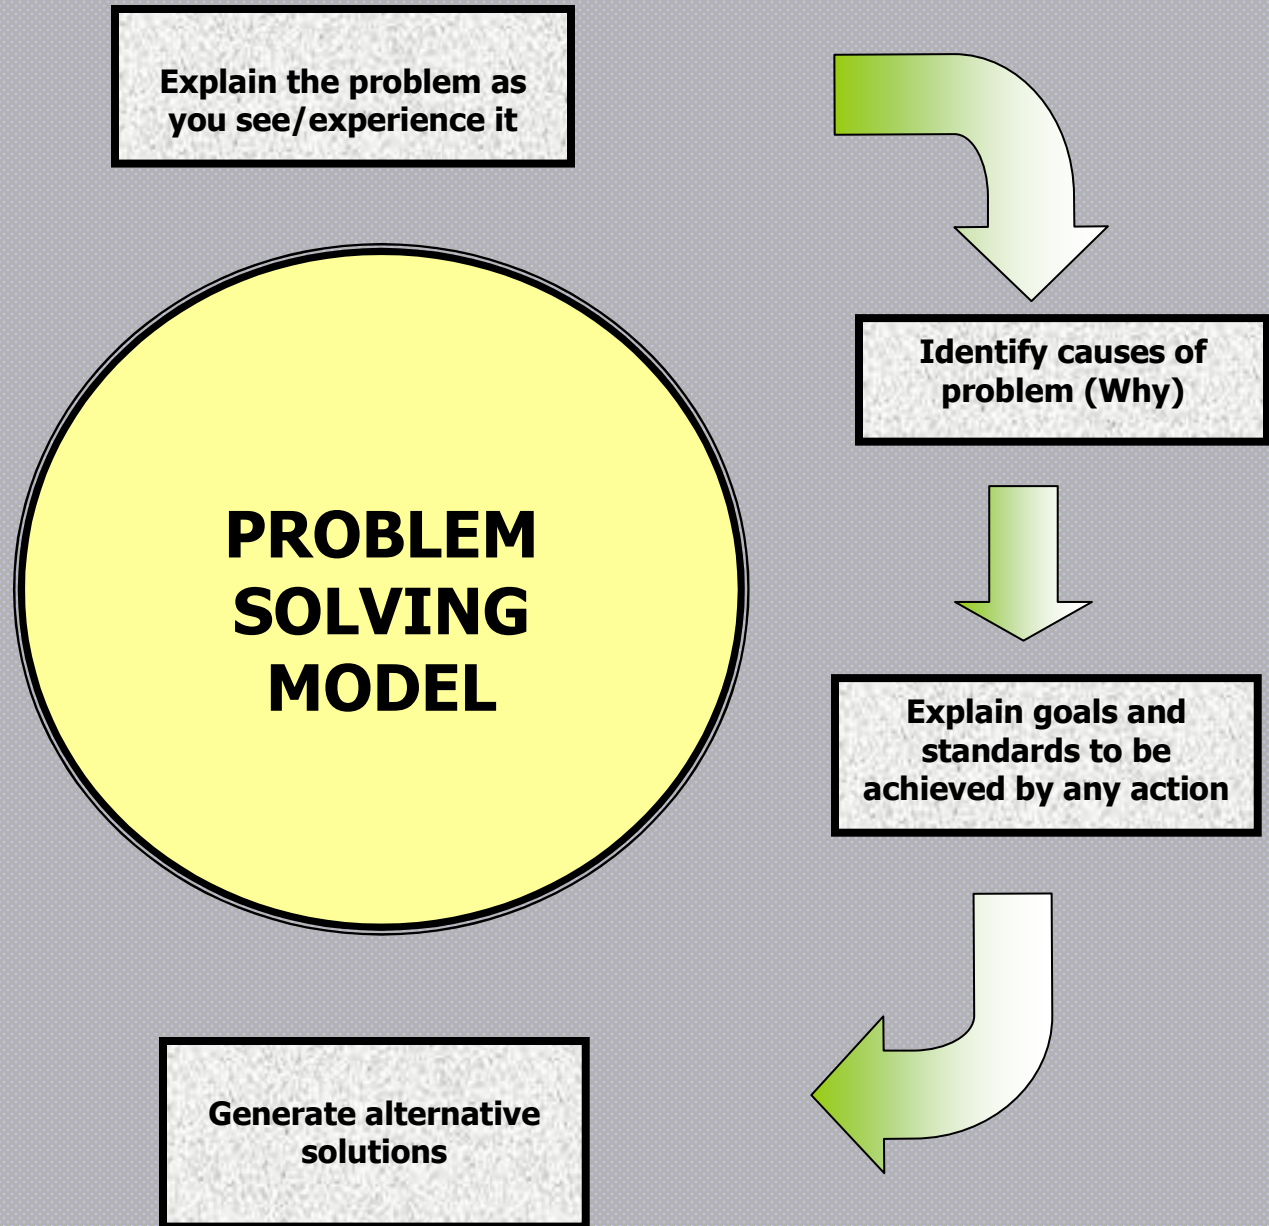 Explain the problem as
you see/experience it
Identify causes of
problem (Why)
PROBLEM
SOLVING
MODEL
Explain goals and
standards to be
achieved by any action
Generate alternative
solutions